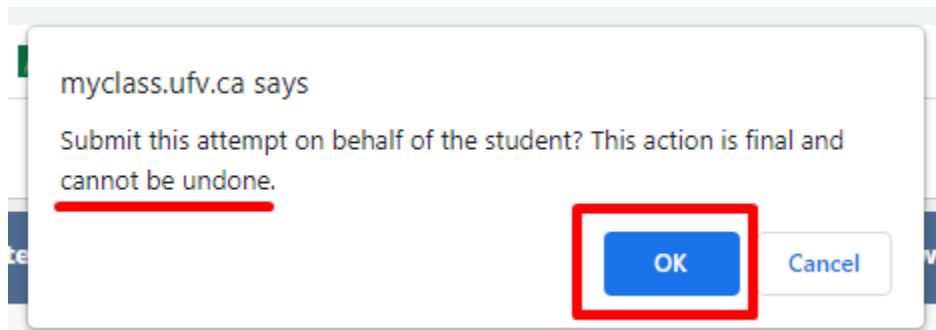 myclass.ufv.ca says
Submit this attempt on behalf of the student? This action is final and
cannot be undone.
te
OK
Cancel